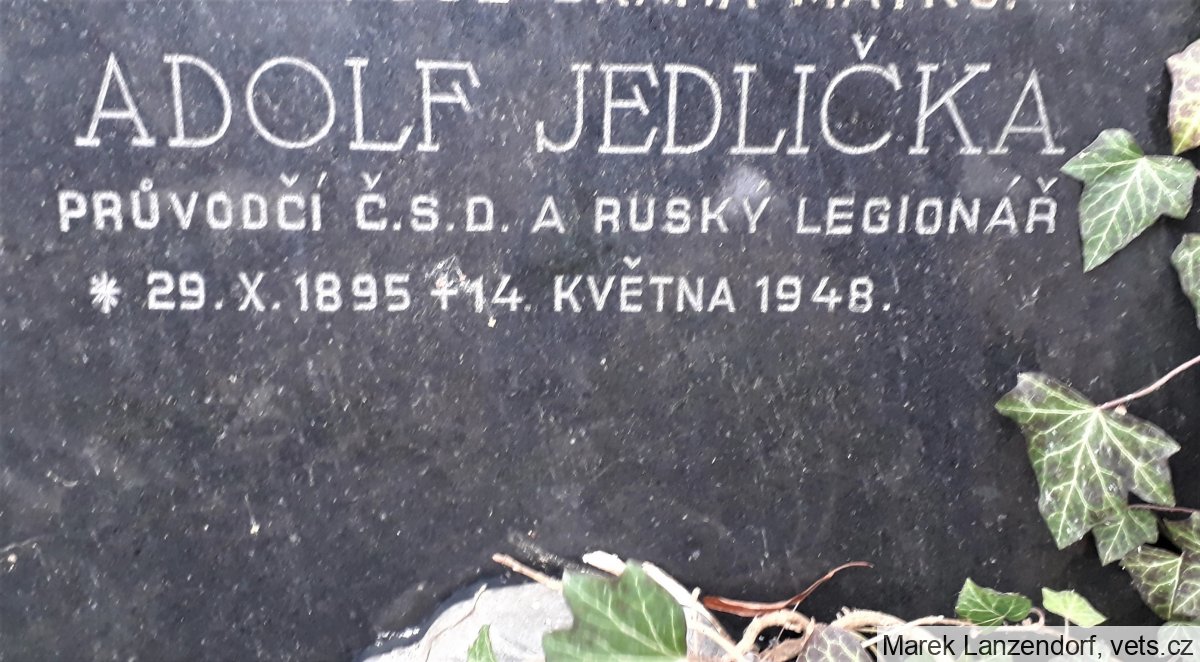 ADOLF JEDLIČKA
PRŮVODČÍ Č.S.D. A RUSKÝ LEGIONÁŘ
* 29. X. 1895 + 14. KVĚTNA 1948.
Marek Lanzendorf, vets.cz